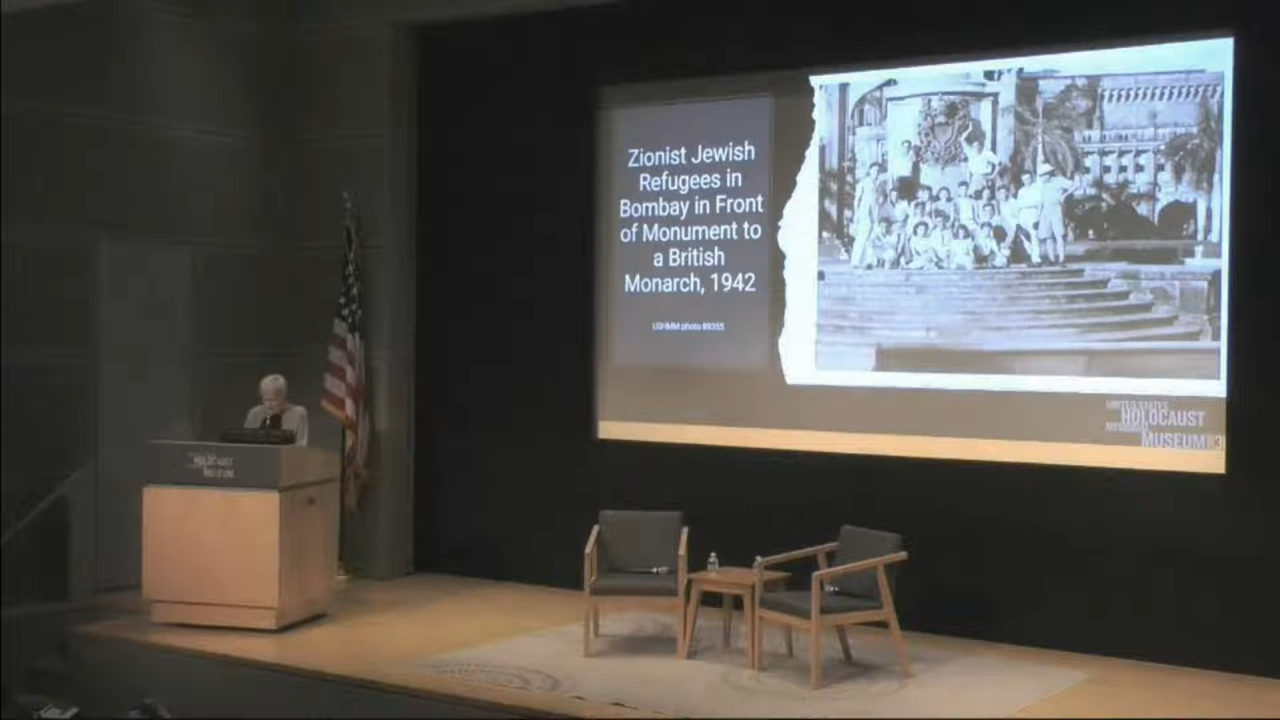 Zionist Jewish
Refugees in
Bombay in Front
of Monument to
a British
Monarch, 1942
USHMM photo 89355
UNITED STATES
HOLOCAUST
MEMORIAL
MUSEUM
HOLOCAUST
MUSEUM